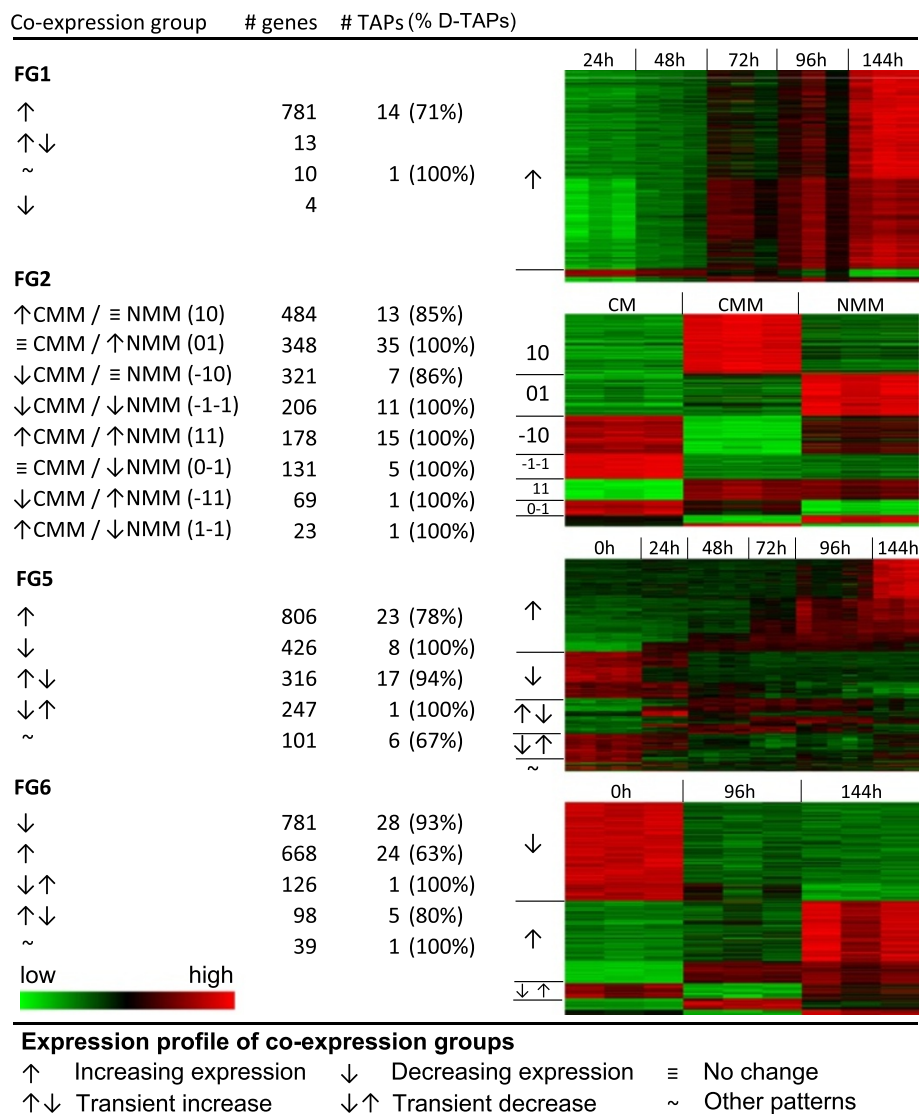 Co-expression group # genes # TAPs (% D-TAPs)
24h 48h 72h 96h 144h
FG1
↑ 781 14 (71%)
↑↓ 13
~ 10 1 (100%)
↓ 4
↑
FG2
↑CMM / ≡ NMM (10) 484 13 (85%)
≡ CMM / ↑NMM (01) 348 35 (100%)
↓CMM / ≡ NMM (-10) 321 7 (86%)
↓CMM / ↓NMM (-1-1) 206 11 (100%)
↑CMM / ↑NMM (11) 178 15 (100%)
≡ CMM / ↓NMM (0-1) 131 5 (100%)
↓CMM / ↑NMM (-11) 69 1 (100%)
↑CMM / ↓NMM (1-1) 23 1 (100%)
CM CMM NMM
10
01
-10
-1-1
11
0-1
0h 24h 48h 72h 96h 144h
FG5
↑ 806 23 (78%)
↓ 426 8 (100%)
↑↓ 316 17 (94%)
↓↑ 247 1 (100%)
~ 101 6 (67%)
↑
↓
↑↓
↓↑
~
FG6
0h 96h 144h
↓ 781 28 (93%)
↑ 668 24 (63%)
↓↑ 126 1 (100%)
↑↓ 98 5 (80%)
~ 39 1 (100%)
↓
↑
↓ ↑
low high
Expression profile of co-expression groups
↑ Increasing expression ↓ Decreasing expression ≡ No change
↑↓ Transient increase ↓↑ Transient decrease ~ Other patterns